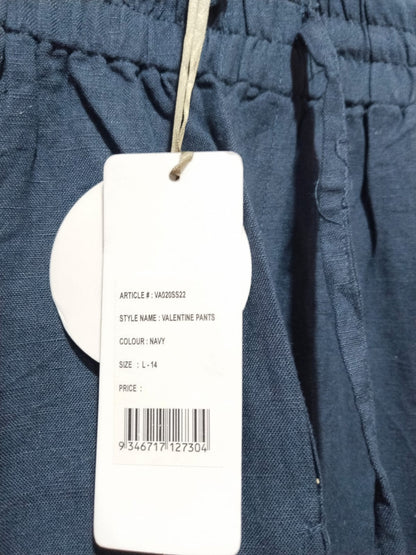 ARTICLE # : VA020SS22
STYLE NAME : VALENTINE PANTS
COLOUR : NAVY
SIZE : L - 14
PRICE :
9 346717 127304